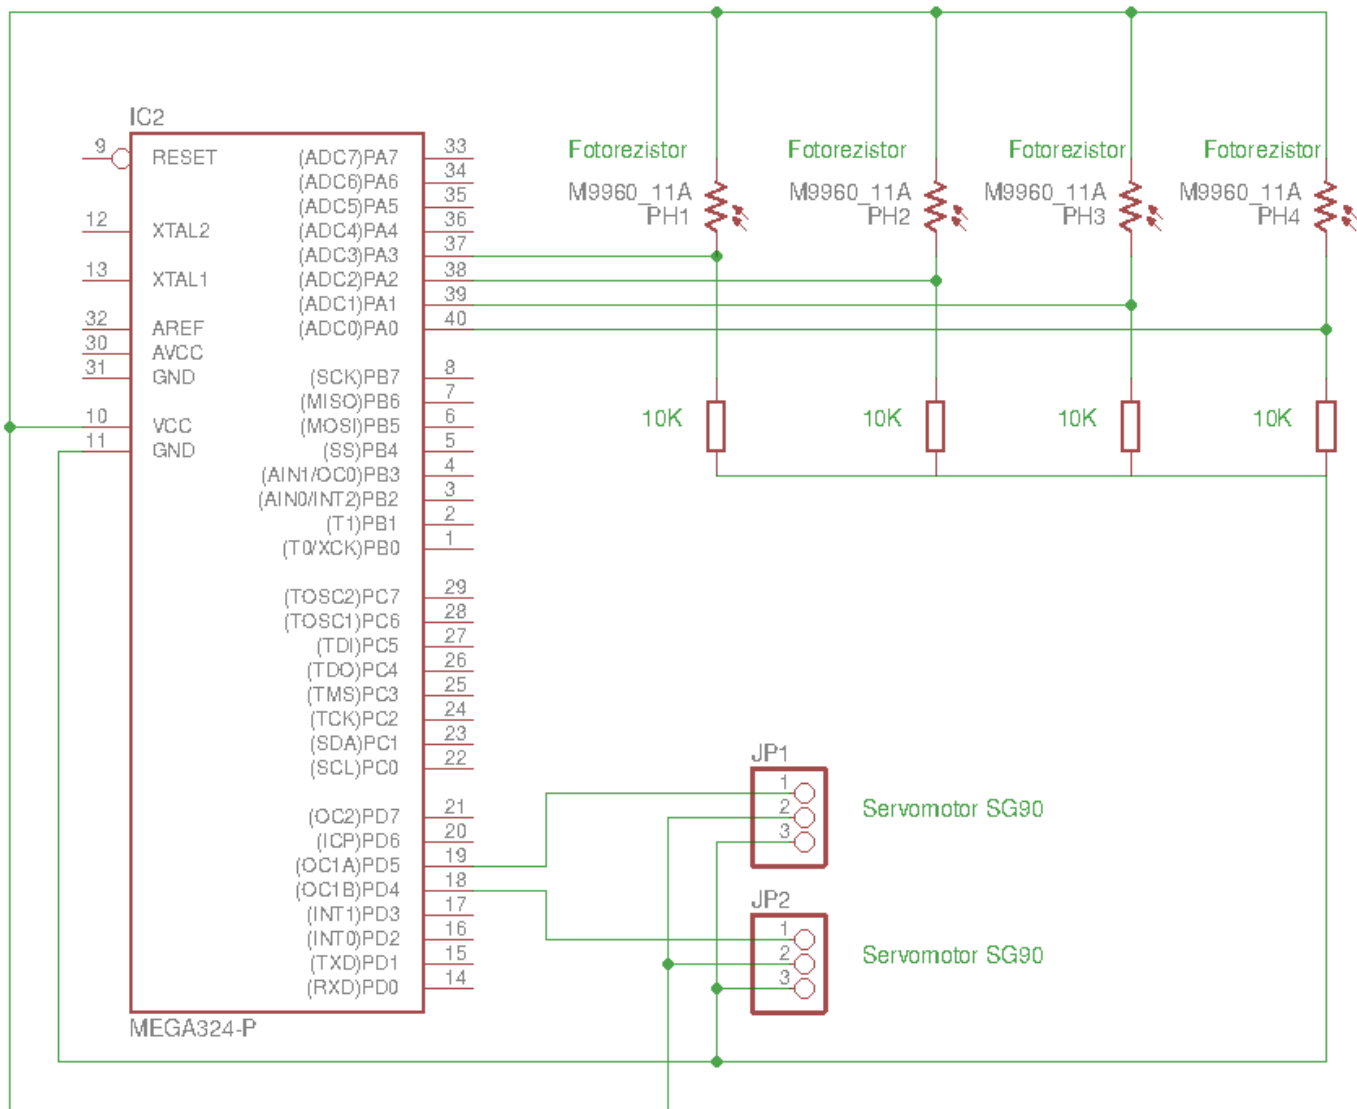 IC2
9 RESET (ADC7)PA7 33
(ADC6)PA6 34
(ADC5)PA5 35
12 XTAL2 (ADC4)PA4 36
(ADC3)PA3 37
13 XTAL1 (ADC2)PA2 38
(ADC1)PA1 39
32 AREF (ADC0)PA0 40
30 AVCC
31 GND (SCK)PB7 8
(MISO)PB6 7
10 VCC (MOSI)PB5 6
11 GND (SS)PB4 5
(AIN1/OC0)PB3 4
(AIN0/INT2)PB2 3
(T1)PB1 2
(T0/XCK)PB0 1
(TOSC2)PC7 29
(TOSC1)PC6 28
(TDI)PC5 27
(TDO)PC4 26
(TMS)PC3 25
(TCK)PC2 24
(SDA)PC1 23
(SCL)PC0 22
(OC2)PD7 21
(ICP)PD6 20
(OC1A)PD5 19
(OC1B)PD4 18
(INT1)PD3 17
(INT0)PD2 16
(TXD)PD1 15
(RXD)PD0 14
MEGA324-P
Fotorezistor
M9960_11A
PH1
Fotorezistor
M9960_11A
PH2
Fotorezistor
M9960_11A
PH3
Fotorezistor
M9960_11A
PH4
10K
10K
10K
10K
JP1
1
2
3
Servomotor SG90
JP2
1
2
3
Servomotor SG90